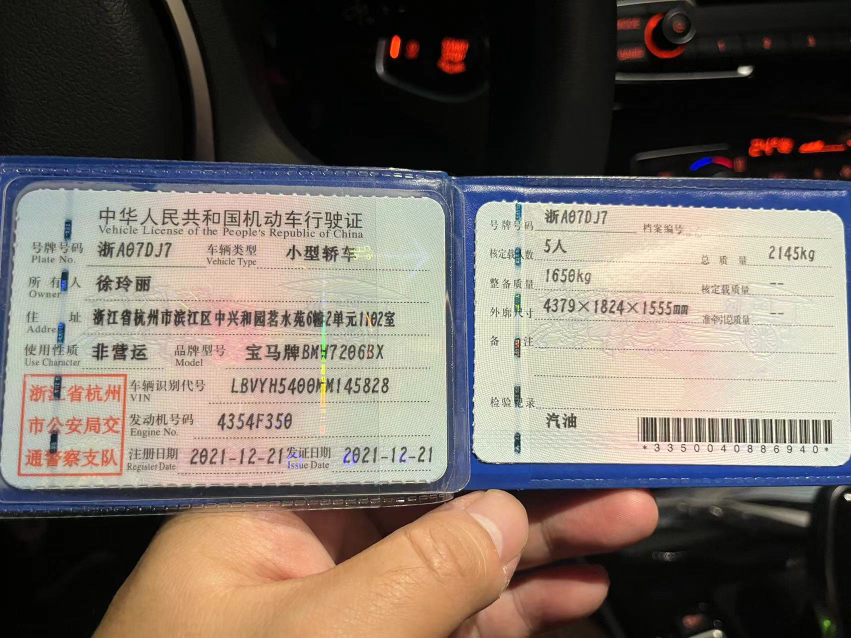 中华人民共和国机动车行驶证
Vehicle License of the People's Republic of China
号牌号码 浙A07DJ7 车辆类型 小型轿车
Plate No. Vehicle Type
所有人 徐玲丽
Owner
住址 浙江省杭州市滨江区中兴和园茗水苑6幢2单元1102室
Address
使用性质 非营运 品牌型号 宝马牌BMW7206BX
Use Character Model
浙江省杭州
市公安局交
通警察支队
车辆识别代号 LBVYH5400MM145828
VIN
发动机号码 4354F350
Engine No.
注册日期 2021-12-21 发证日期 2021-12-21
Register Date Issue Date
号牌号码 浙A07DJ7 档案编号
核定载人数 5人 总质量 2145kg
整备质量 1650kg 核定载质量 --
外廓尺寸 4379×1824×1555mm 准牵引总质量 --
备注
检验记录
汽油
*3350040886940*